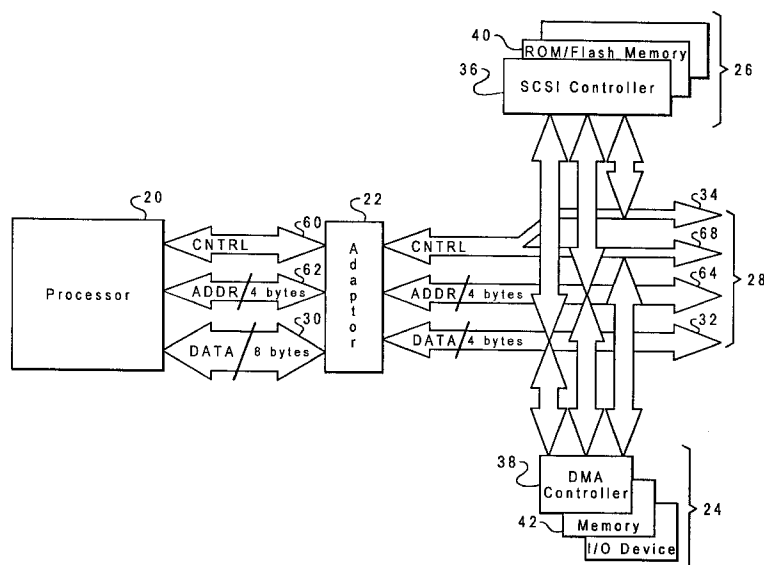 40
ROM/Flash Memory
36
SCSI Controller
26
20
60
22
34
CNTRL
CNTRL
68
Processor
62
Adaptor
64
28
ADDR
4 bytes
ADDR
4 bytes
30
32
DATA
8 bytes
DATA
4 bytes
38
DMA
Controller
24
42
Memory
I/O Device